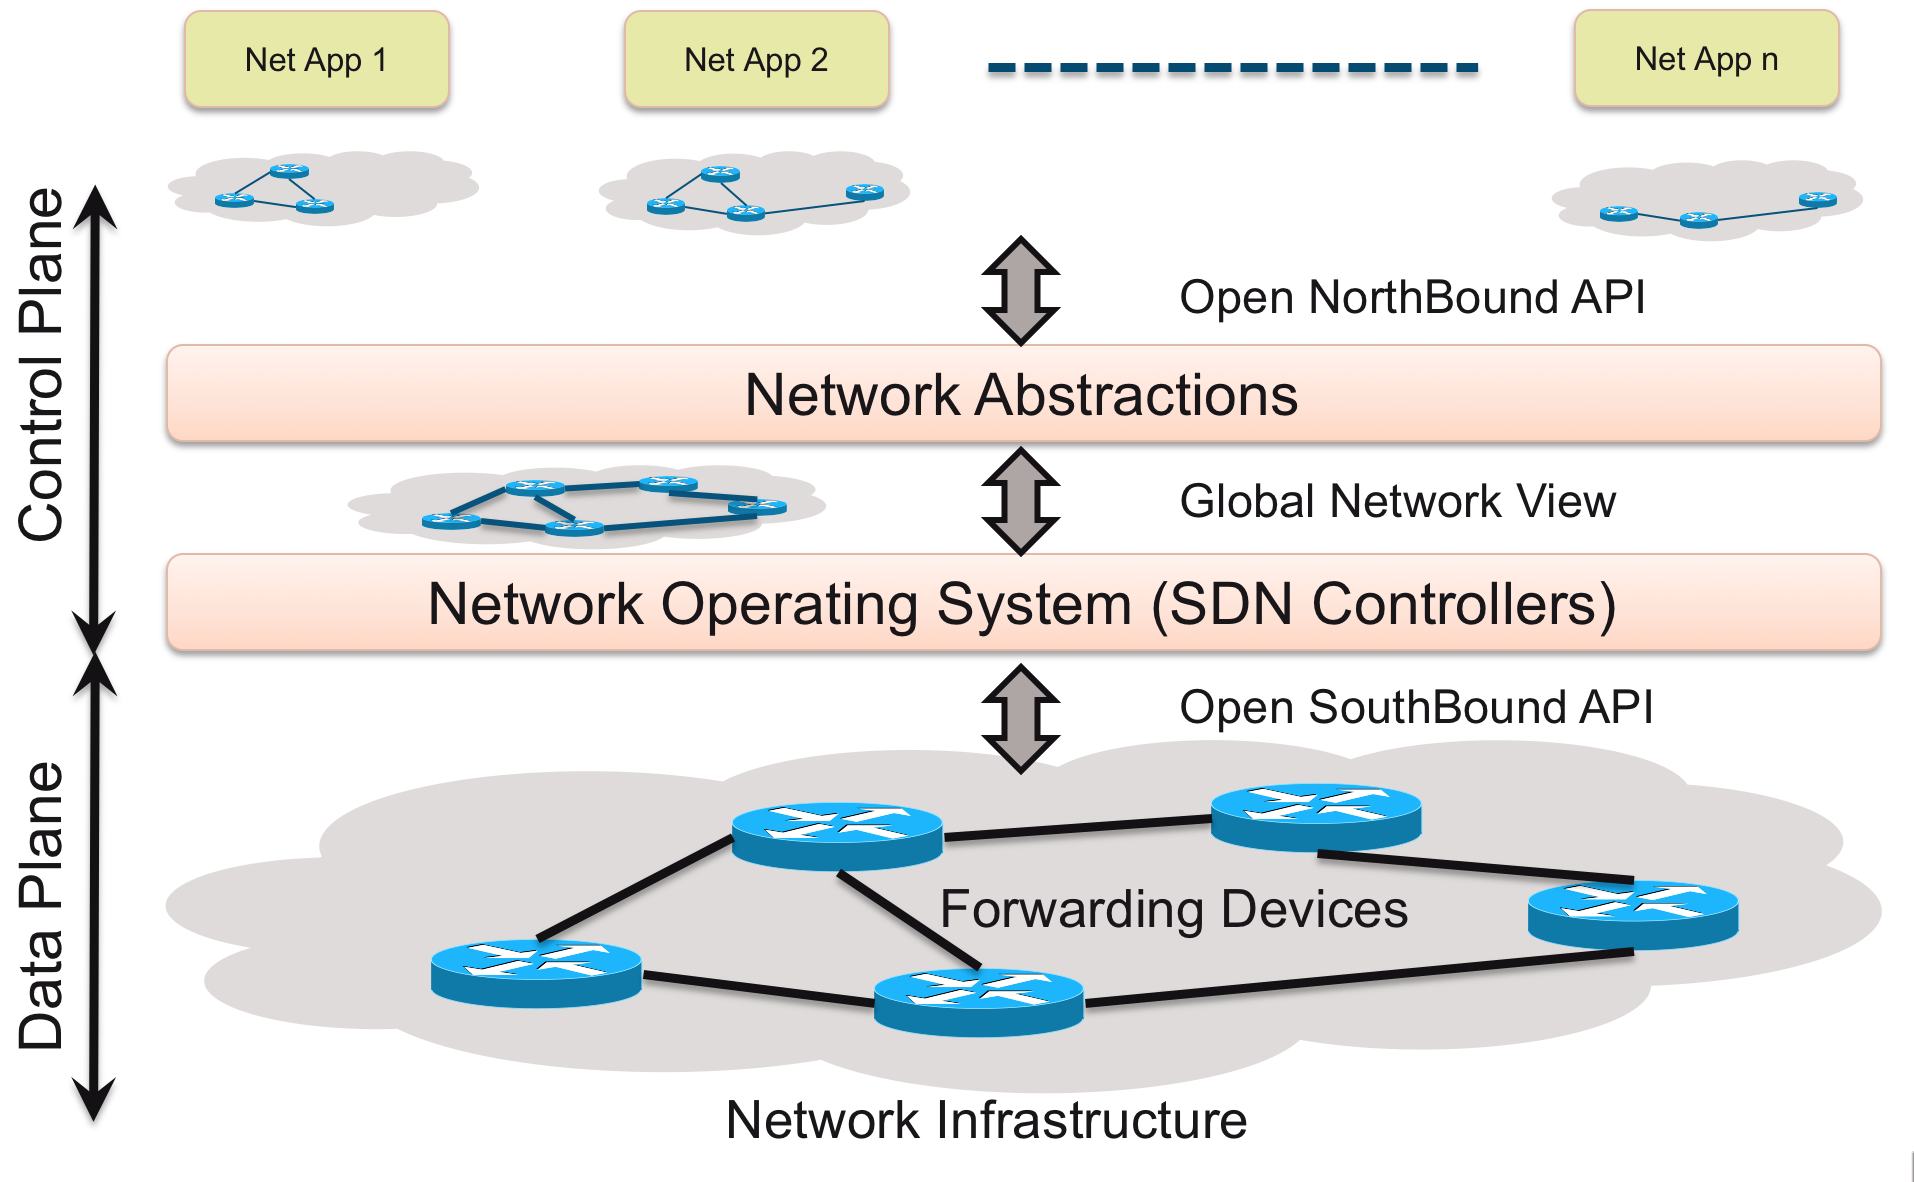 Net App 1
Net App 2
Net App n
Control Plane
Open NorthBound API
Network Abstractions
Global Network View
Network Operating System (SDN Controllers)
Open SouthBound API
Data Plane
Forwarding Devices
Network Infrastructure